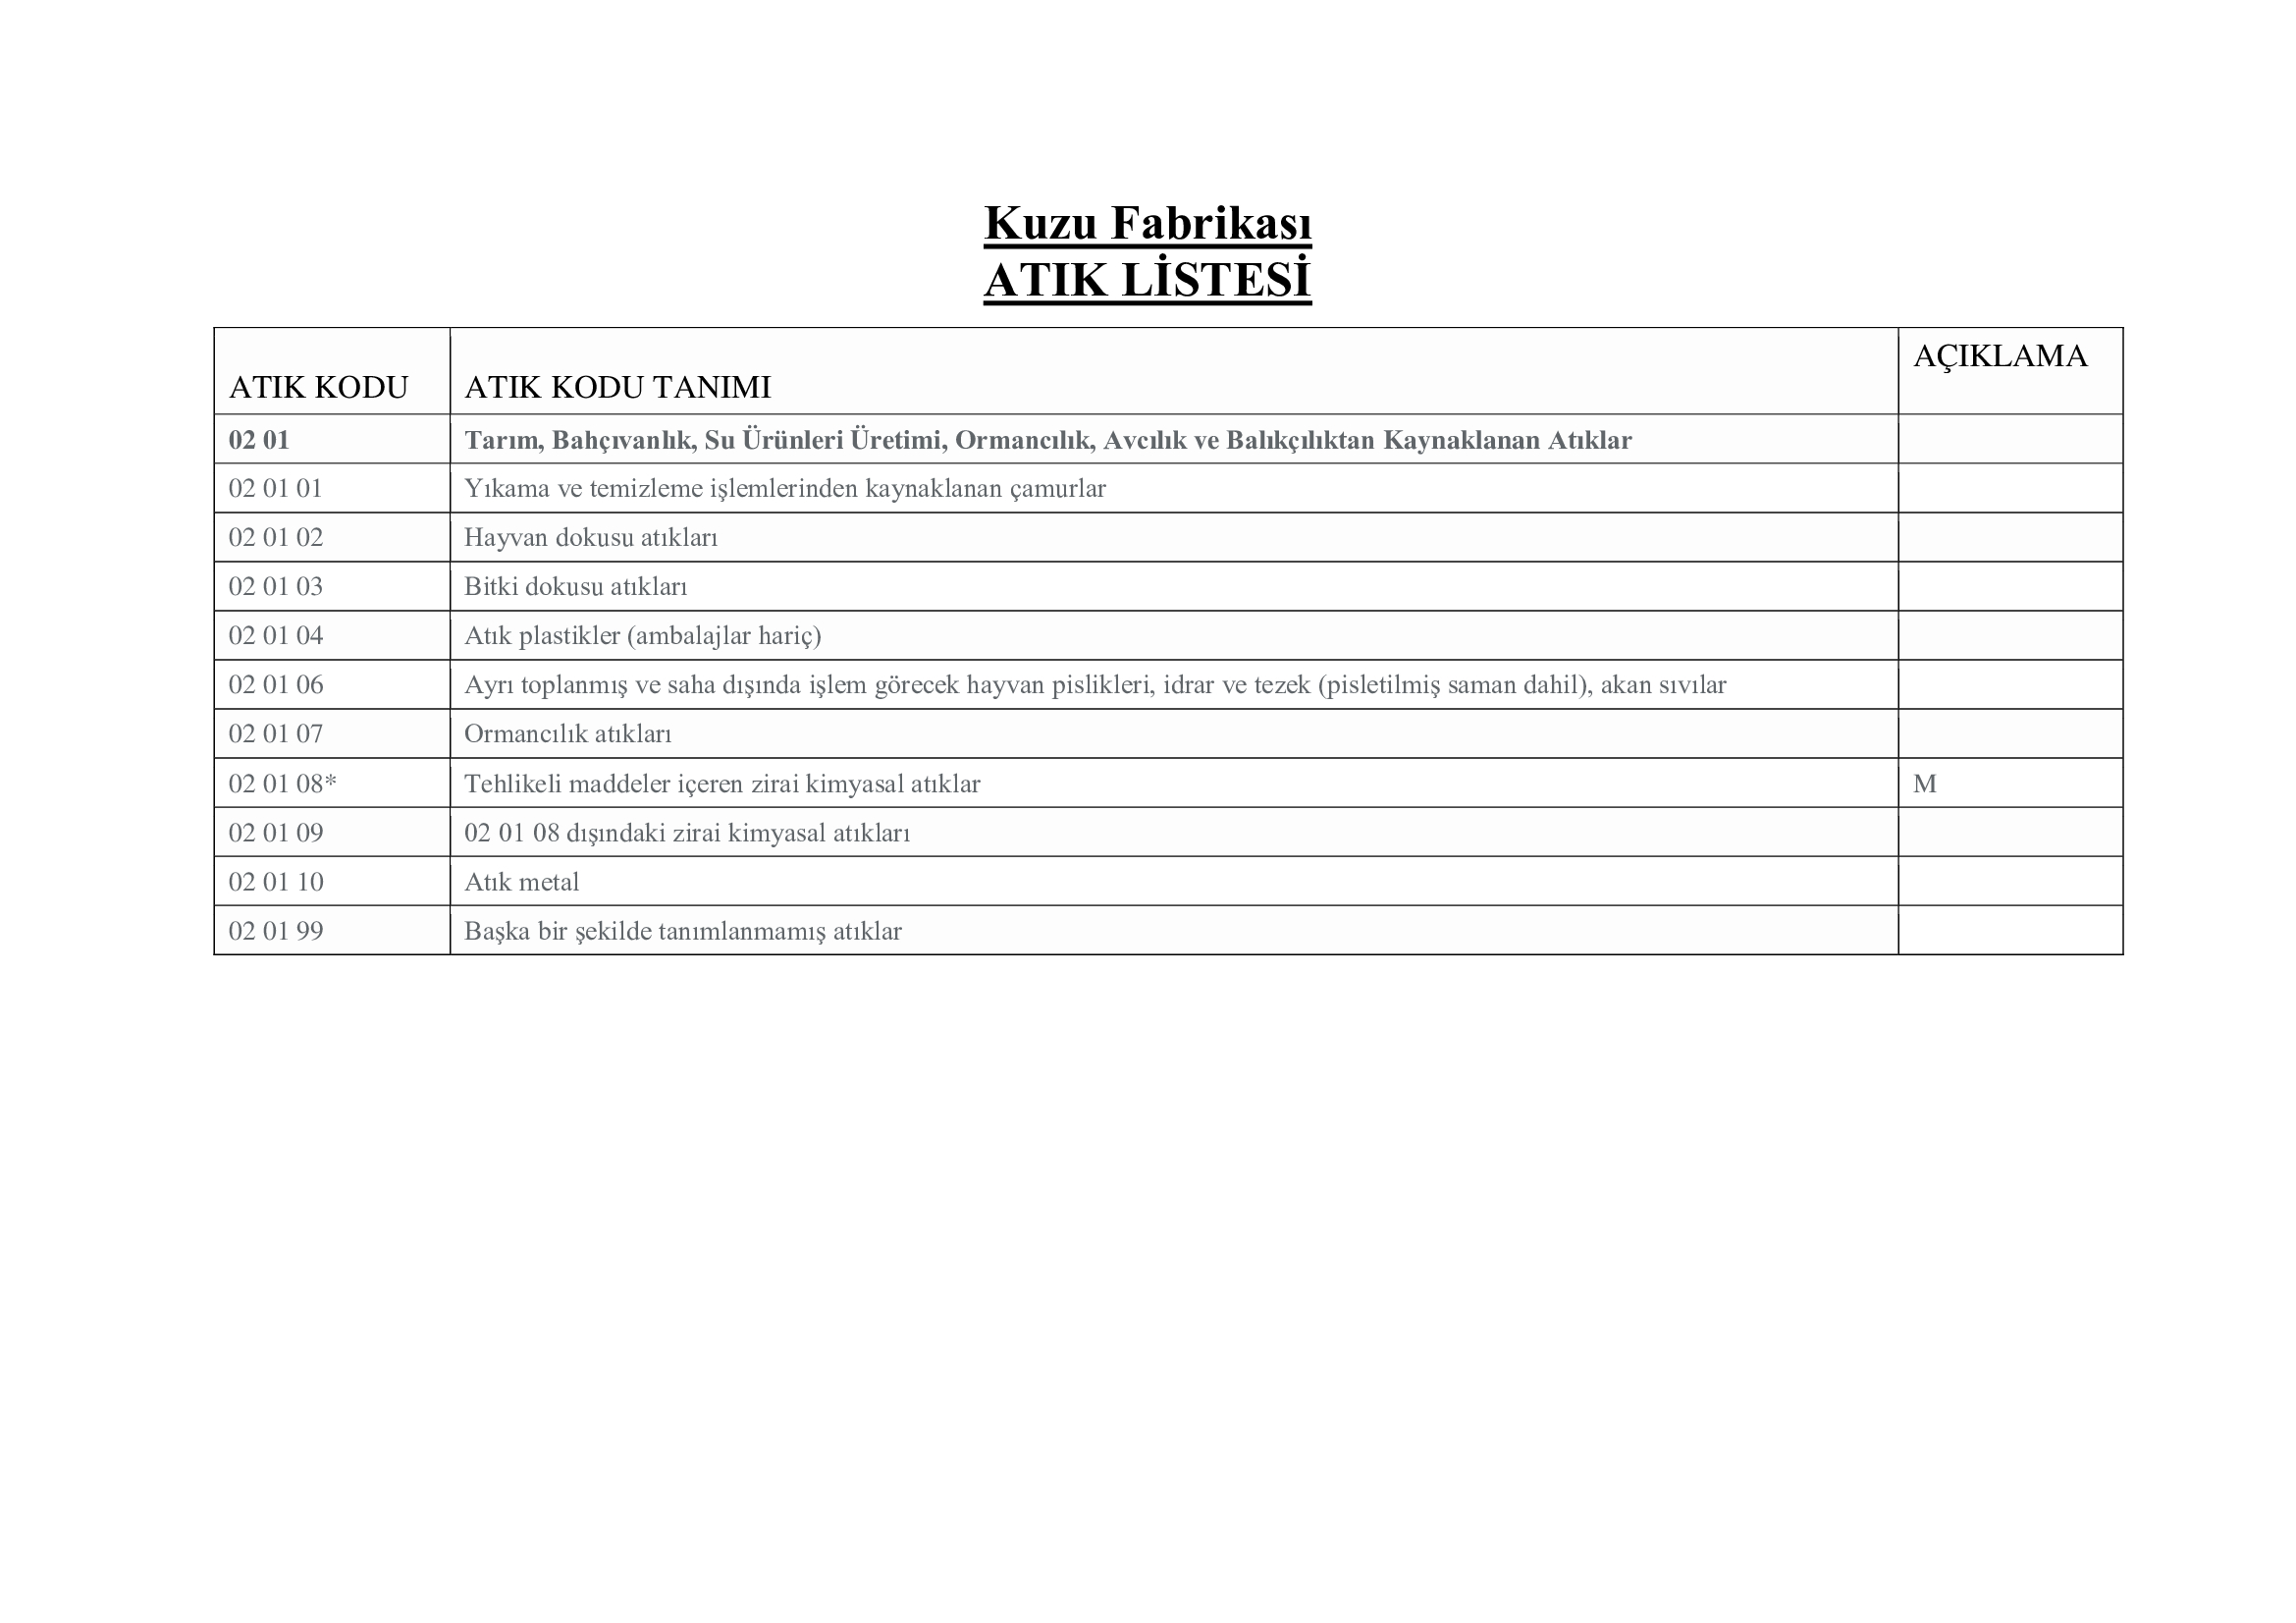 Kuzu Fabrikası
ATIK LİSTESİ
ATIK KODU ATIK KODU TANIMI AÇIKLAMA
02 01 Tarım, Bahçıvanlık, Su Ürünleri Üretimi, Ormancılık, Avcılık ve Balıkçılıktan Kaynaklanan Atıklar
02 01 01 Yıkama ve temizleme işlemlerinden kaynaklanan çamurlar
02 01 02 Hayvan dokusu atıkları
02 01 03 Bitki dokusu atıkları
02 01 04 Atık plastikler (ambalajlar hariç)
02 01 06 Ayrı toplanmış ve saha dışında işlem görecek hayvan pislikleri, idrar ve tezek (pisletilmiş saman dahil), akan sıvılar
02 01 07 Ormancılık atıkları
02 01 08* Tehlikeli maddeler içeren zirai kimyasal atıklar M
02 01 09 02 01 08 dışındaki zirai kimyasal atıkları
02 01 10 Atık metal
02 01 99 Başka bir şekilde tanımlanmamış atıklar